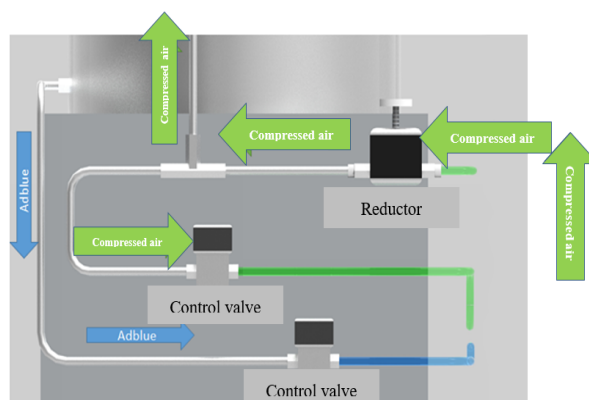 Compressed air
Compressed air
Compressed air
Compressed air
Adblue
Reductor
Compressed air
Control valve
Adblue
Control valve